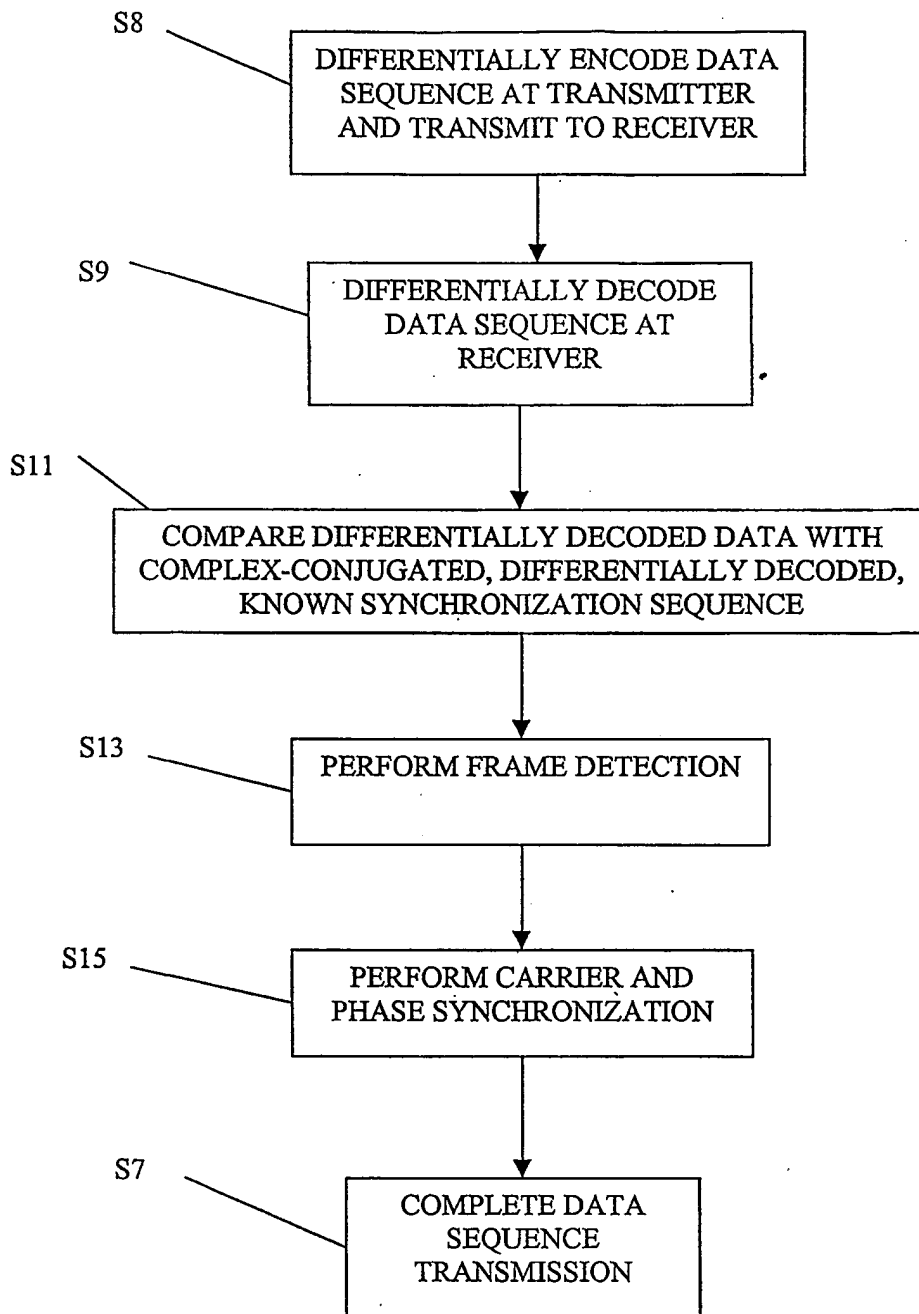 S8
DIFFERENTIALLY ENCODE DATA
SEQUENCE AT TRANSMITTER
AND TRANSMIT TO RECEIVER
S9
DIFFERENTIALLY DECODE
DATA SEQUENCE AT
RECEIVER
S11
COMPARE DIFFERENTIALLY DECODED DATA WITH
COMPLEX-CONJUGATED, DIFFERENTIALLY DECODED,
KNOWN SYNCHRONIZATION SEQUENCE
S13
PERFORM FRAME DETECTION
S15
PERFORM CARRIER AND
PHASE SYNCHRONIZATION
S7
COMPLETE DATA
SEQUENCE
TRANSMISSION